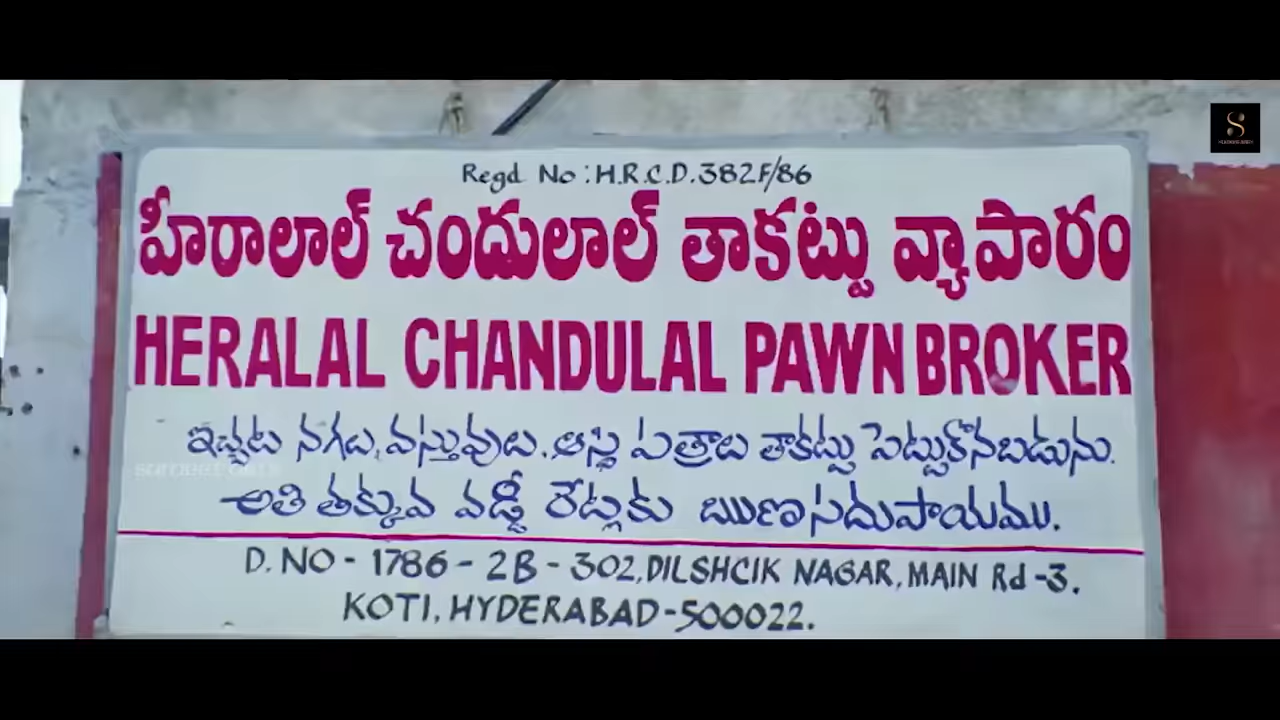 Regd No : H.R.C.D.382F/86
హీరాలాల్ చందులాల్ తాకట్టు వ్యాపారం
HERALAL CHANDULAL PAWN BROKER
ఇచ్చట నగలు, వస్తువులు. ఆస్థి పత్రాల తాకట్టు పెట్టుకొనబడును.
అతి తక్కువ వడ్డీ రేట్లకు ఋణసదుపాయము.
D. NO - 1786 - 2B - 302, DILSHCIK NAGAR, MAIN Rd -3.
KOTI, HYDERABAD-500022.